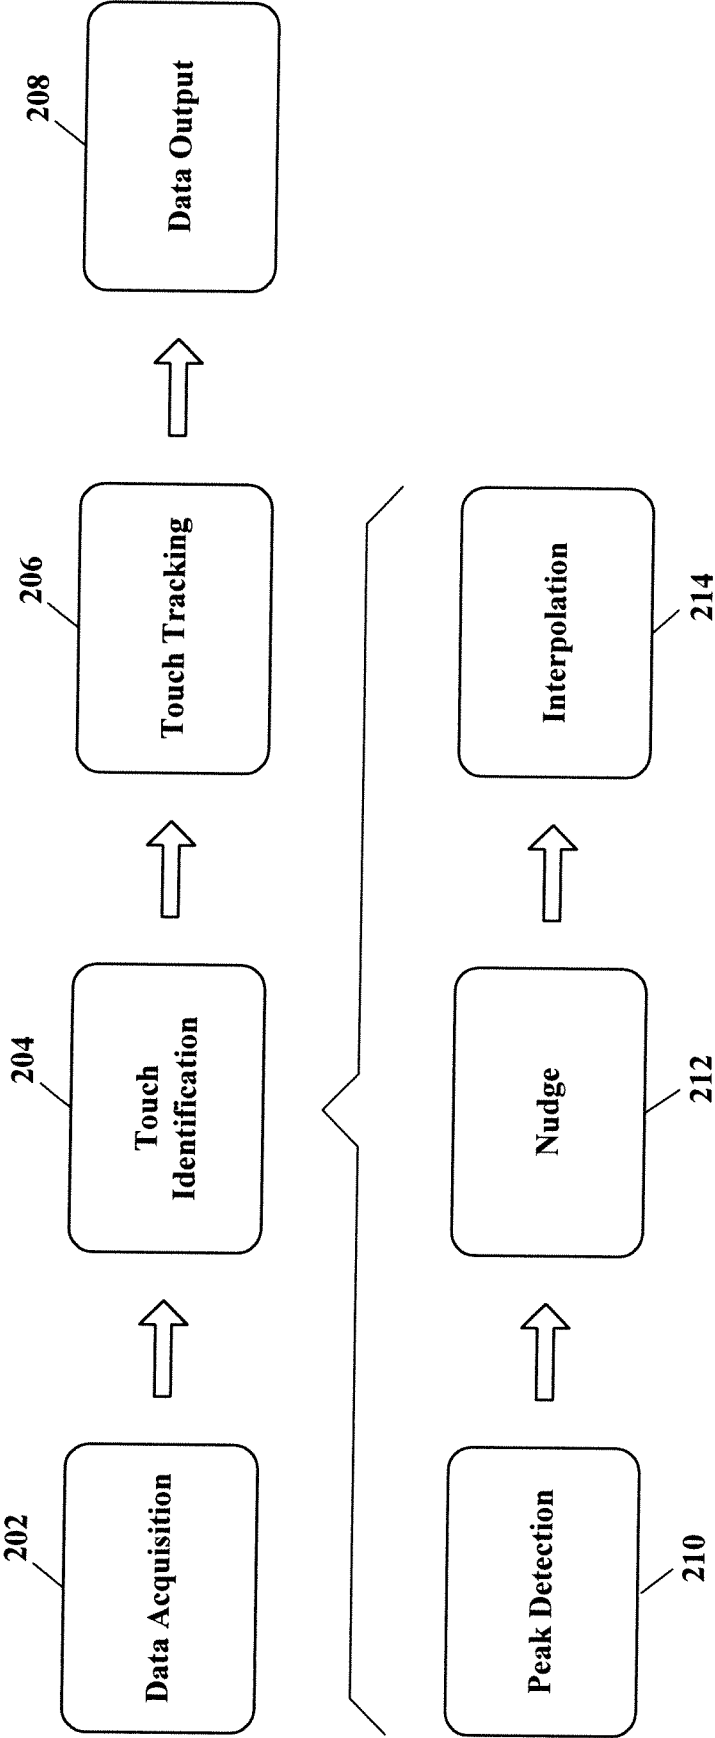 202
Data Acquisition
204
Touch
Identification
206
Touch Tracking
208
Data Output
Peak Detection
210
Nudge
212
Interpolation
214